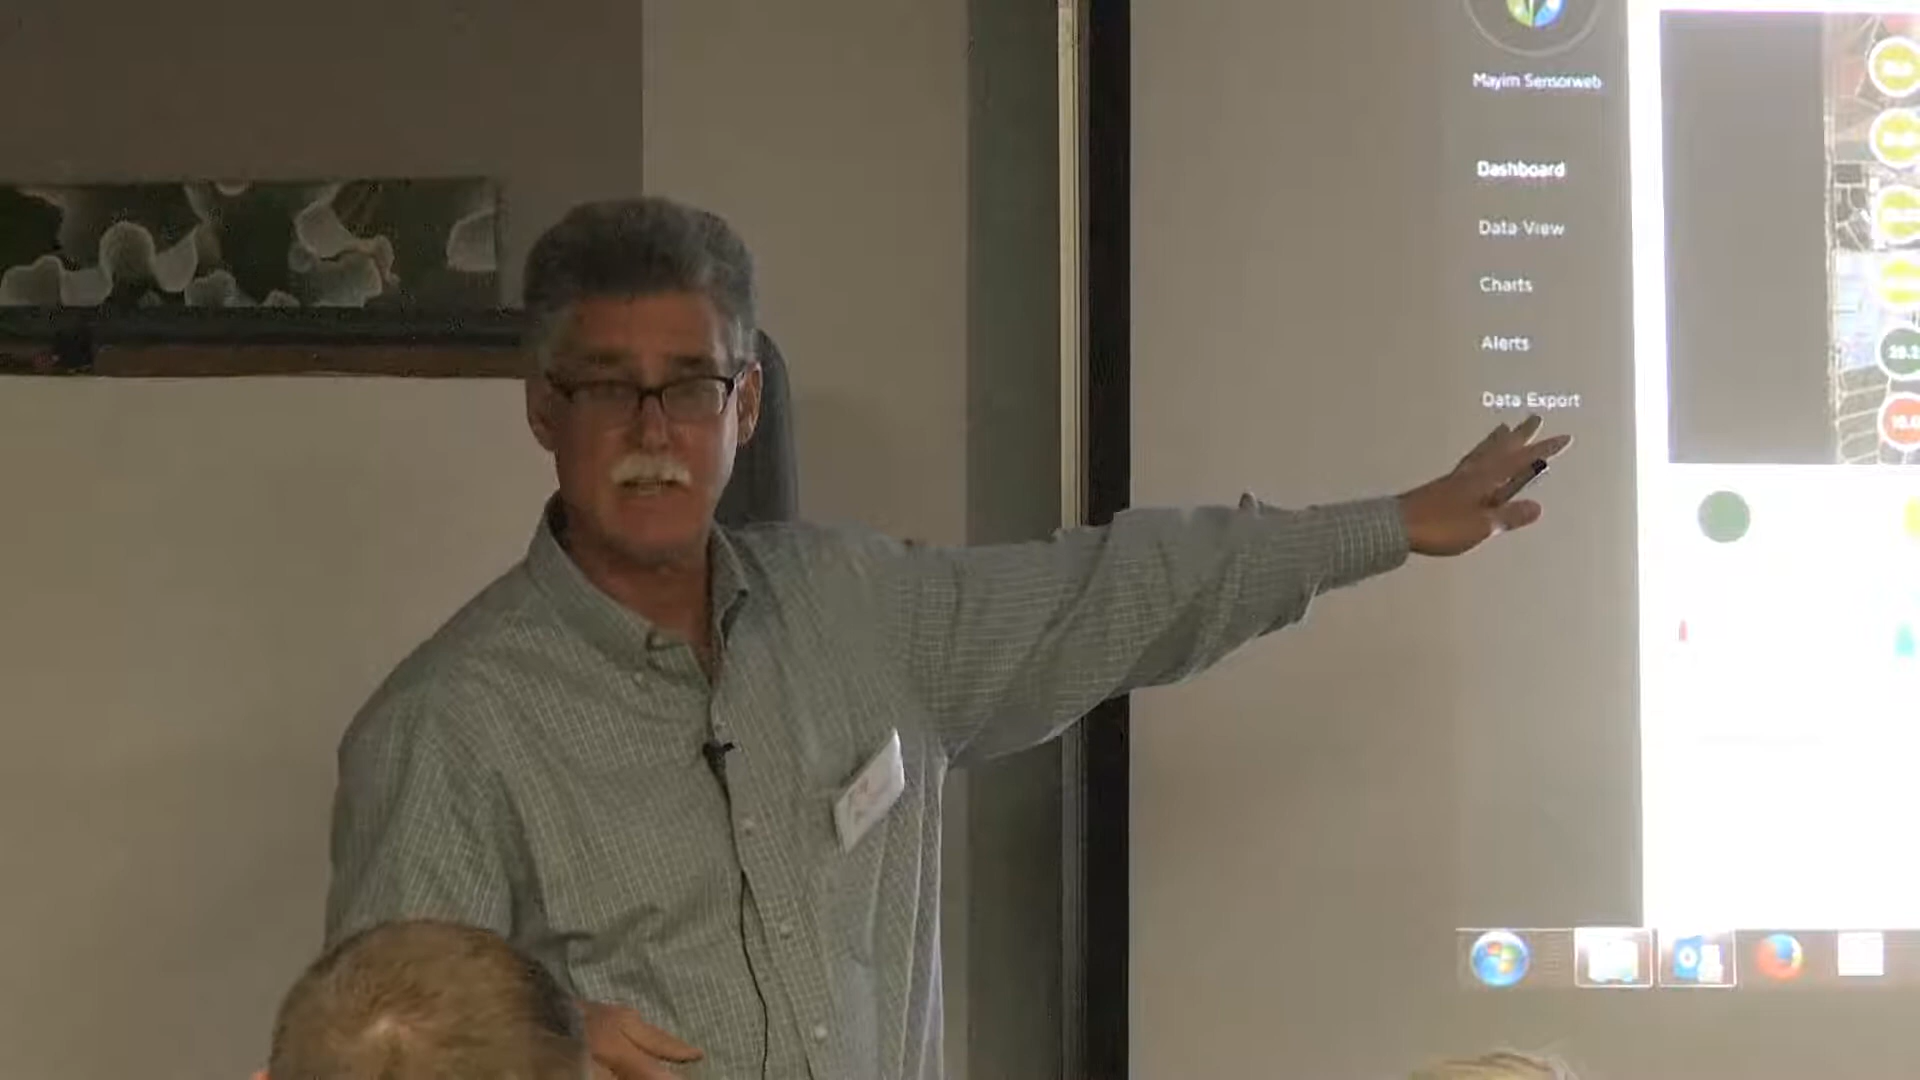 Mayim Sensorweb
Dashboard
Data View
Charts
Alerts
Data Export